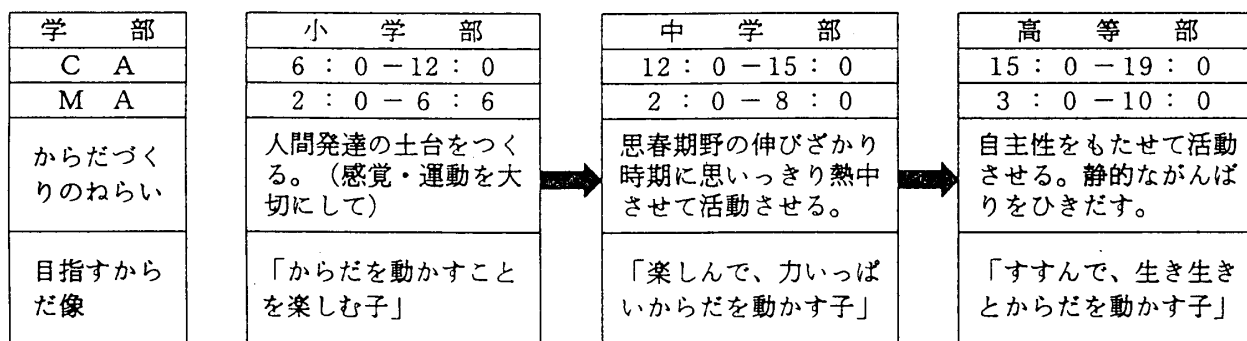 学部
CA
MA
からだづく
りのねらい
目指すから
だ像
小学部
6:0-12:0
2:0-6:6
人間発達の土台をつく
る。(感覚・運動を大
切にして)
「からだを動かすこと
を楽しむ子」
中学部
12:0-15:0
2:0-8:0
思春期野の伸びざかり
時期に思いっきり熱中
させて活動させる。
「楽しんで、力いっぱ
いからだを動かす子」
高等部
15:0-19:0
3:0-10:0
自主性をもたせて活動
させる。静的ながんば
りをひきだす。
「すすんで、生き生き
とからだを動かす子」